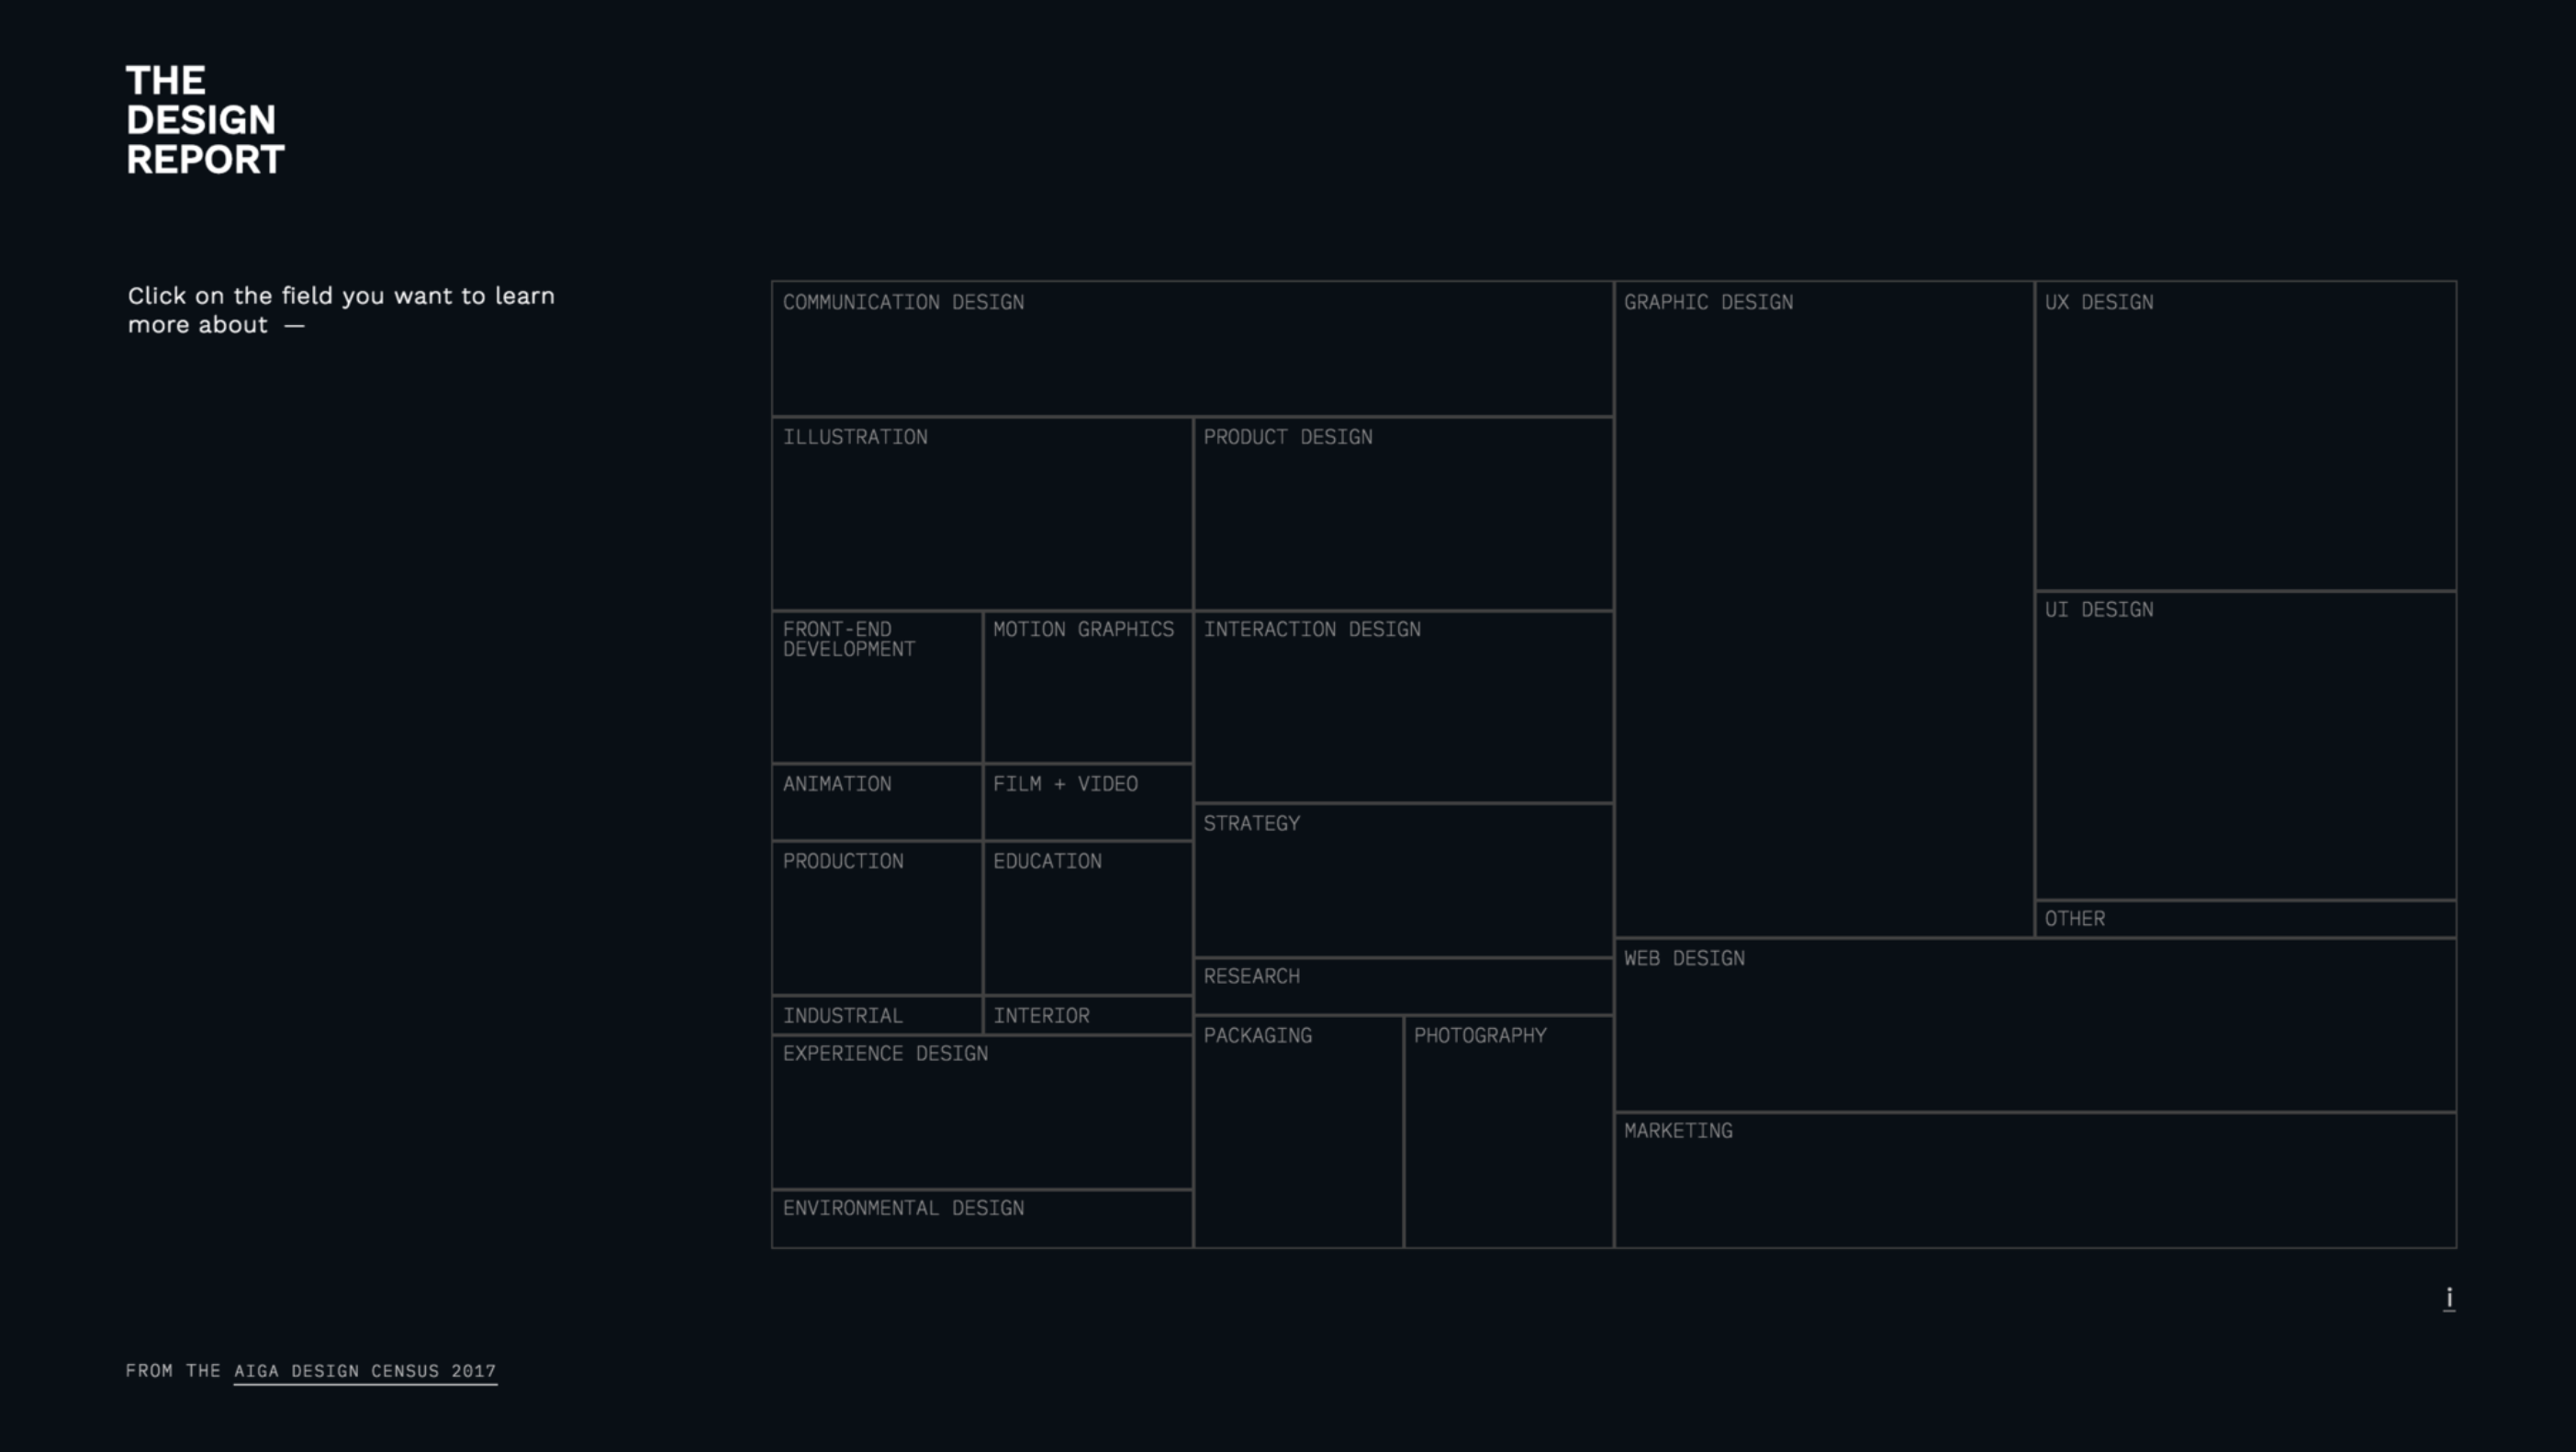 THE
DESIGN
REPORT
Click on the field you want to learn
more about —
COMMUNICATION DESIGN
GRAPHIC DESIGN
UX DESIGN
ILLUSTRATION
PRODUCT DESIGN
UI DESIGN
FRONT-END
DEVELOPMENT
MOTION GRAPHICS
INTERACTION DESIGN
ANIMATION
FILM + VIDEO
STRATEGY
PRODUCTION
EDUCATION
OTHER
WEB DESIGN
RESEARCH
INDUSTRIAL
INTERIOR
PACKAGING
PHOTOGRAPHY
EXPERIENCE DESIGN
MARKETING
ENVIRONMENTAL DESIGN
i
FROM THE AIGA DESIGN CENSUS 2017